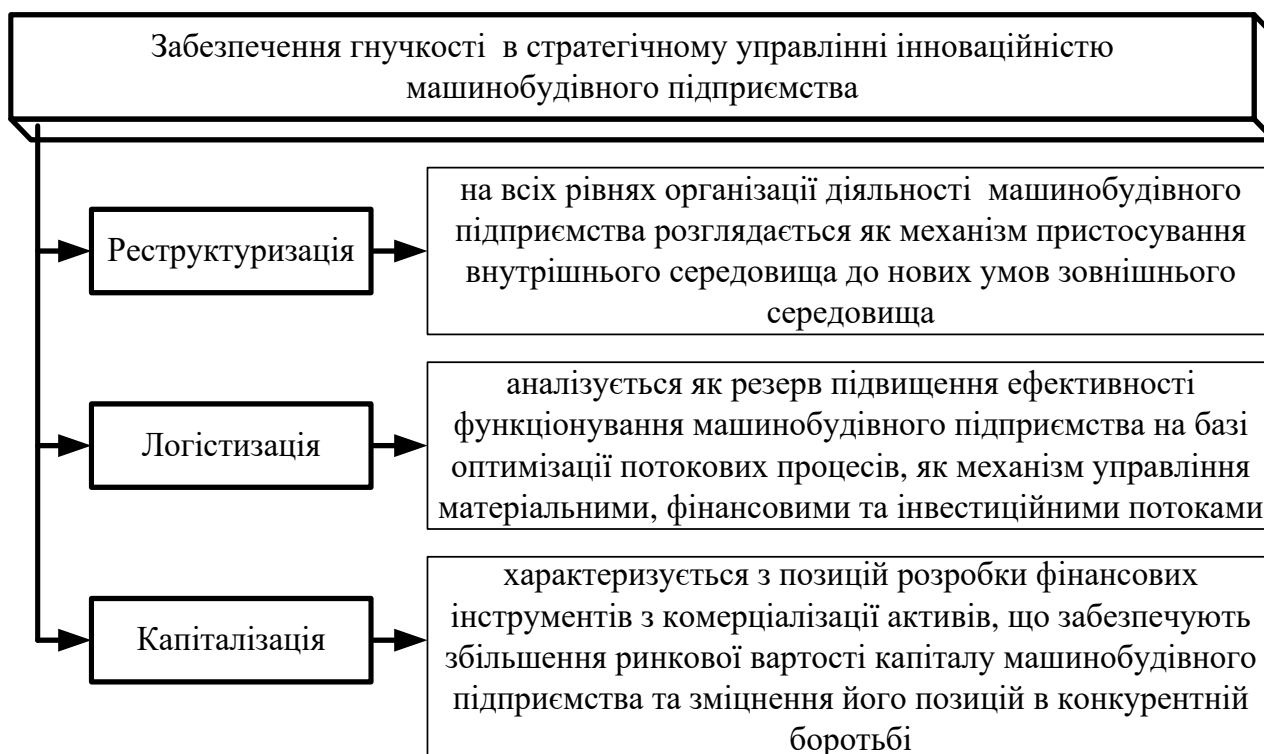 Забезпечення гнучкості в стратегічному управлінні інноваційністю
машинобудівного підприємства
Реструктуризація
на всіх рівнях організації діяльності машинобудівного
підприємства розглядається як механізм пристосування
внутрішнього середовища до нових умов зовнішнього
середовища
Логістизація
аналізується як резерв підвищення ефективності
функціонування машинобудівного підприємства на базі
оптимізації потокових процесів, як механізм управління
матеріальними, фінансовими та інвестиційними потоками
Капіталізація
характеризується з позицій розробки фінансових
інструментів з комерціалізації активів, що забезпечують
збільшення ринкової вартості капіталу машинобудівного
підприємства та зміцнення його позицій в конкурентній
боротьбі